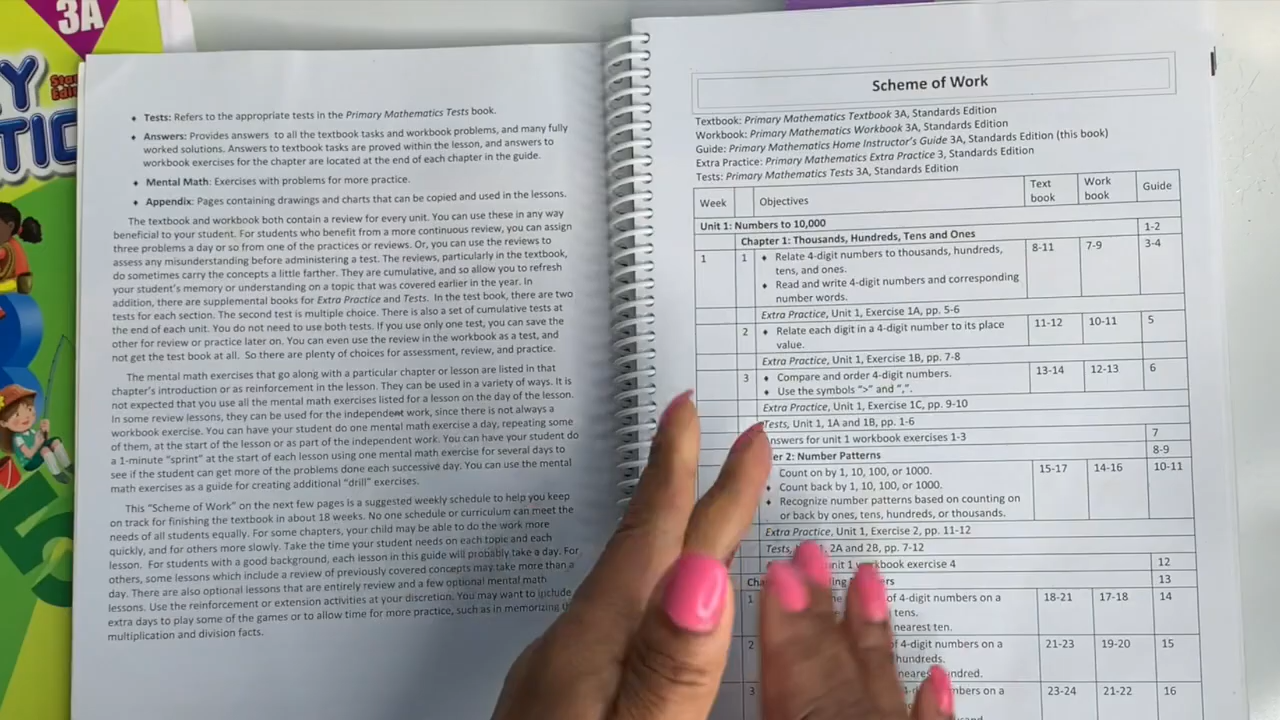 3A
♦ Tests: Refers to the appropriate tests in the Primary Mathematics Tests book.
♦ Answers: Provides answers to all the textbook tasks and workbook problems, and many fully
worked solutions. Answers to textbook tasks are proved within the lesson, and answers to
workbook exercises for the chapter are located at the end of each chapter in the guide.
♦ Mental Math: Exercises with problems for more practice.
♦ Appendix: Pages containing drawings and charts that can be copied and used in the lessons.
The textbook and workbook both contain a review for every unit. You can use these in any way
beneficial to your student. For students who benefit from a more continuous review, you can assign
three problems a day or so from one of the practices or reviews. Or, you can use the reviews to
assess any misunderstanding before administering a test. The reviews, particularly in the textbook,
do sometimes carry the concepts a little farther. They are cumulative, and so allow you to refresh
your student's memory or understanding on a topic that was covered earlier in the year. In
addition, there are supplemental books for Extra Practice and Tests. In the test book, there are two
tests for each section. The second test is multiple choice. There is also a set of cumulative tests at
the end of each unit. You do not need to use both tests. If you use only one test, you can save the
other for review or practice later on. You can even use the review in the workbook as a test, and
not get the test book at all. So there are plenty of choices for assessment, review, and practice.
The mental math exercises that go along with a particular chapter or lesson are listed in that
chapter's introduction or as reinforcement in the lesson. They can be used in a variety of ways. It is
not expected that you use all the mental math exercises listed for a lesson on the day of the lesson.
In some review lessons, they can be used for the independent work, since there is not always a
workbook exercise. You can have your student do one mental math exercise a day, repeating some
of them, at the start of the lesson or as part of the independent work. You can have your student do
a 1-minute "sprint" at the start of each lesson using one mental math exercise for several days to
see if the student can get more of the problems done each successive day. You can use the mental
math exercises as a guide for creating additional "drill" exercises.
This "Scheme of Work" on the next few pages is a suggested weekly schedule to help you keep
on track for finishing the textbook in about 18 weeks. No one schedule or curriculum can meet the
needs of all students equally. For some chapters, your child may be able to do the work more
quickly, and for others more slowly. Take the time your student needs on each topic and each
lesson. For students with a good background, each lesson in this guide will probably take a day. For
others, some lessons which include a review of previously covered concepts may take more than a
day. There are also optional lessons that are entirely review and a few optional mental math
lessons. Use the reinforcement or extension activities at your discretion. You may want to include
extra days to play some of the games or to allow time for more practice, such as in memorizing
multiplication and division facts.
Scheme of Work
Textbook: Primary Mathematics Textbook 3A, Standards Edition
Workbook: Primary Mathematics Workbook 3A, Standards Edition
Guide: Primary Mathematics Home Instructor's Guide 3A, Standards Edition (this book)
Extra Practice: Primary Mathematics Extra Practice 3, Standards Edition
Tests: Primary Mathematics Tests 3A, Standards Edition
Week Objectives Text book Work book Guide
Unit 1: Numbers to 10,000
Chapter 1: Thousands, Hundreds, Tens and Ones 1-2
1 1 ♦ Relate 4-digit numbers to thousands, hundreds, 8-11 7-9 3-4
tens, and ones.
♦ Read and write 4-digit numbers and corresponding
number words.
Extra Practice, Unit 1, Exercise 1A, pp. 5-6
2 ♦ Relate each digit in a 4-digit number to its place 11-12 10-11 5
value.
Extra Practice, Unit 1, Exercise 1B, pp. 7-8
3 ♦ Compare and order 4-digit numbers. 13-14 12-13 6
♦ Use the symbols ">" and ",".
Extra Practice, Unit 1, Exercise 1C, pp. 9-10
Tests, Unit 1, 1A and 1B, pp. 1-6
Answers for unit 1 workbook exercises 1-3 7
2: Number Patterns 8-9
Count on by 1, 10, 100, or 1000. 15-17 14-16 10-11
♦ Count back by 1, 10, 100, or 1000.
♦ Recognize number patterns based on counting on
or back by ones, tens, hundreds, or thousands.
Extra Practice, Unit 1, Exercise 2, pp. 11-12
Tests, 2A and 2B, pp. 7-12
unit 1 workbook exercise 4 12
13
1 of 4-digit numbers on a 18-21 17-18 14
tens.
nearest ten.
2 of 4-digit numbers on a 21-23 19-20 15
hundreds.
3 numbers on a 23-24 21-22 16